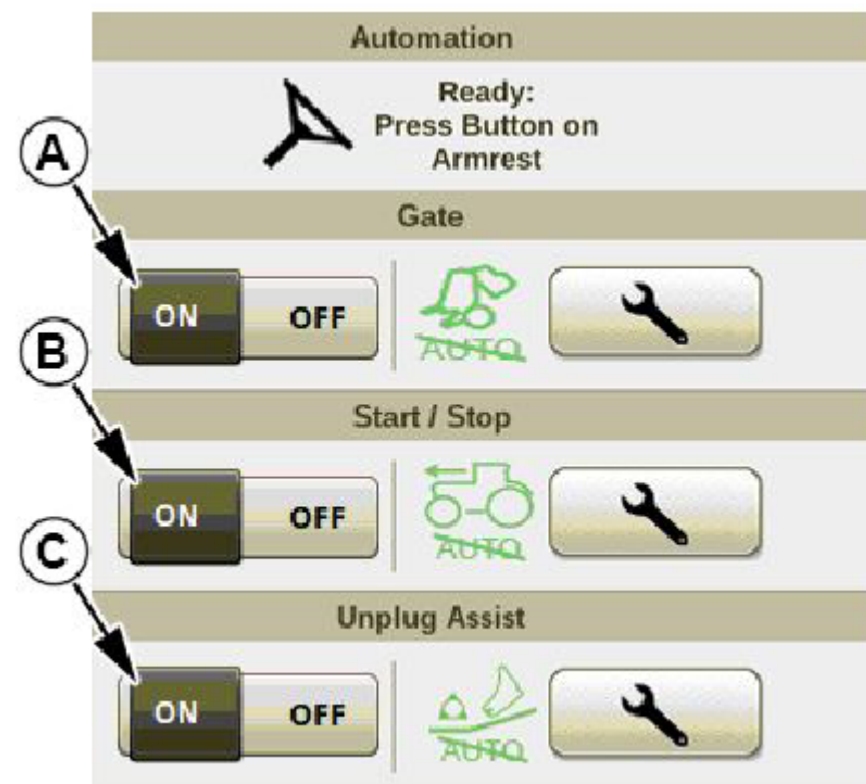 Automation
Ready:
Press Button on
Armrest
A
Gate
ON OFF
AUTO
B
Start / Stop
ON OFF
AUTO
C
Unplug Assist
ON OFF
AUTO